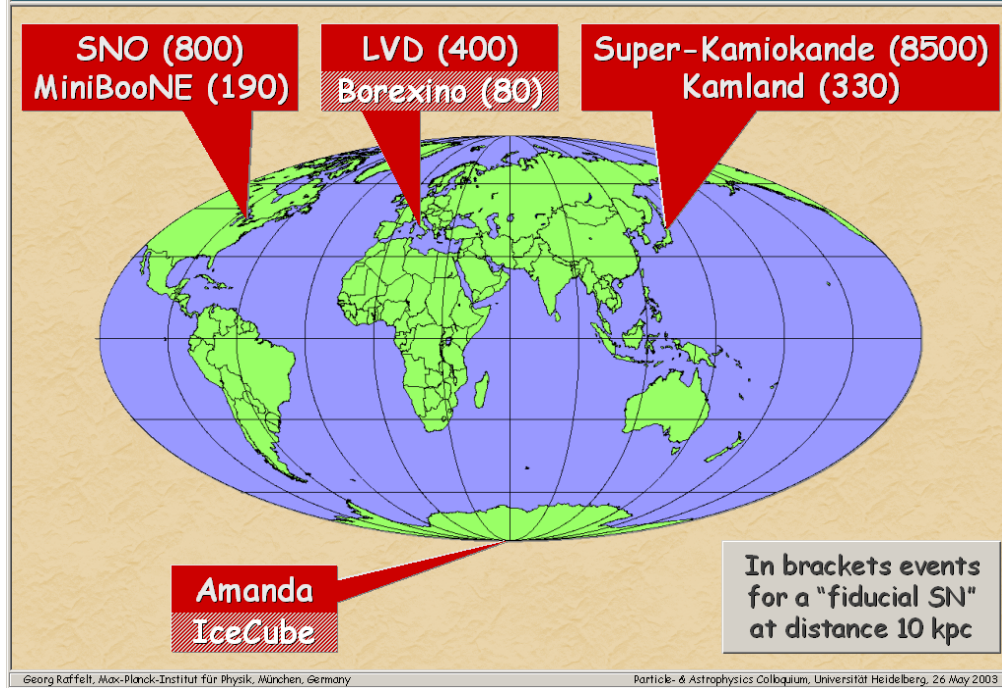 SNO (800)
MiniBooNE (190)
LVD (400)
Borexino (80)
Super-Kamiokande (8500)
Kamland (330)
Amanda
IceCube
In brackets events
for a “fiducial SN”
at distance 10 kpc
Georg Raffelt, Max-Planck-Institut für Physik, München, Germany
Particle- & Astrophysics Colloquium, Universität Heidelberg, 26 May 2003